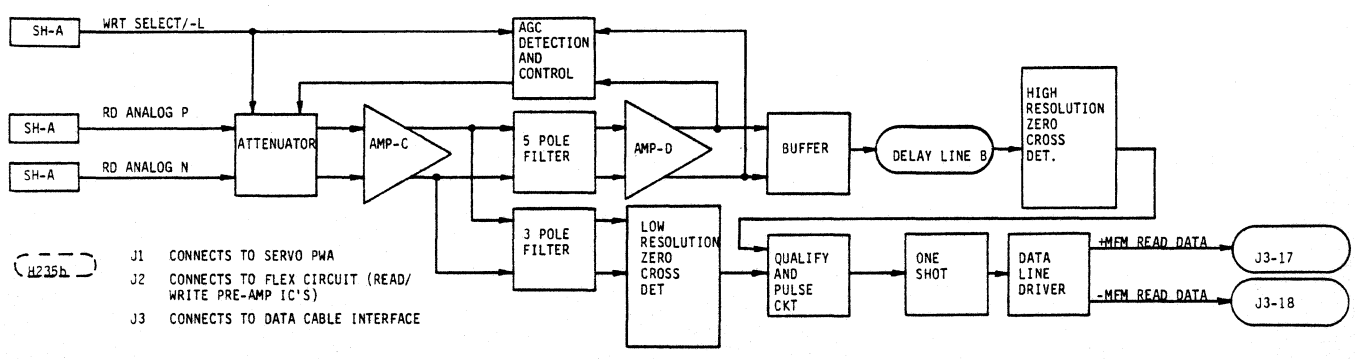 SH-A
WRT SELECT/-L
AGC
DETECTION
AND
CONTROL
SH-A
RD ANALOG P
SH-A
RD ANALOG N
ATTENUATOR
AMP-C
5 POLE
FILTER
AMP-D
BUFFER
DELAY LINE B
HIGH
RESOLUTION
ZERO
CROSS
DET.
3 POLE
FILTER
LOW
RESOLUTION
ZERO
CROSS
DET
QUALIFY
AND
PULSE
CKT
ONE
SHOT
DATA
LINE
DRIVER
+MFM READ DATA
J3-17
-MFM READ DATA
J3-18
H235b
J1 CONNECTS TO SERVO PWA
J2 CONNECTS TO FLEX CIRCUIT (READ/
WRITE PRE-AMP IC'S)
J3 CONNECTS TO DATA CABLE INTERFACE